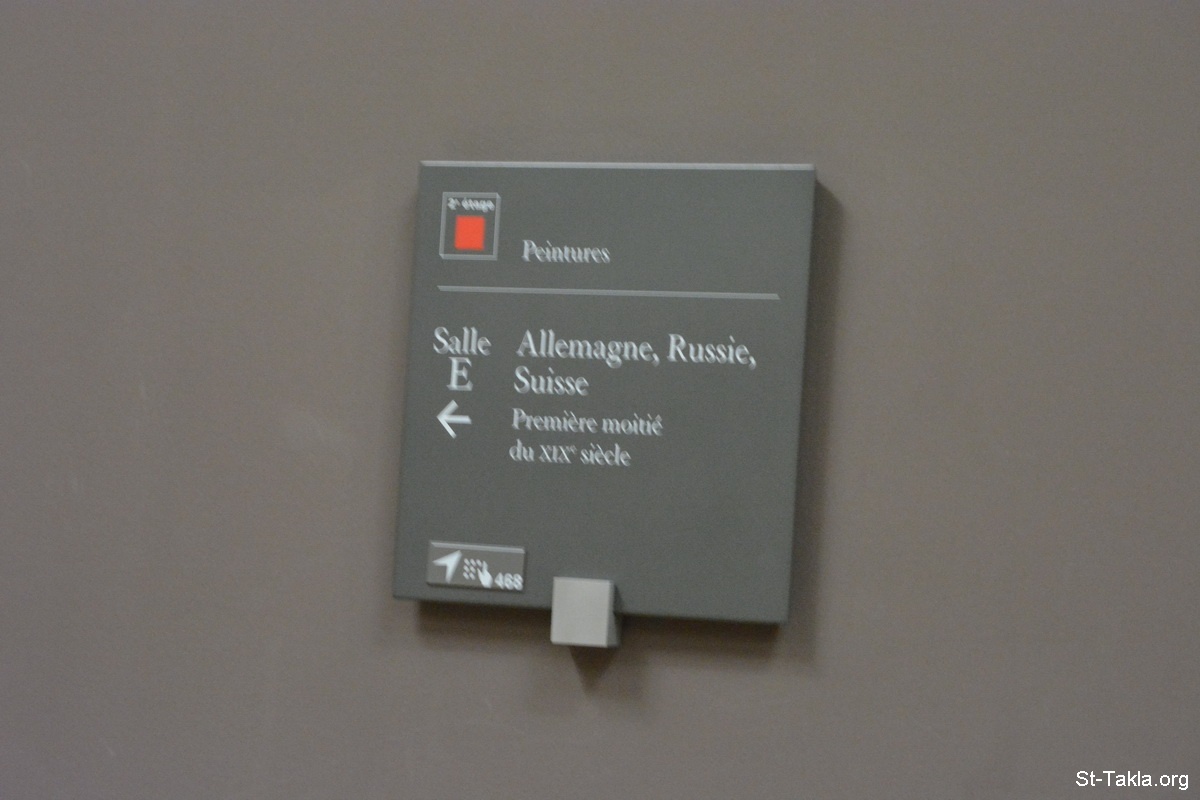 2e étage
Peintures
Salle
E
Allemagne, Russie,
Suisse
Première moitié
du XIXe siècle
468
St-Takla.org